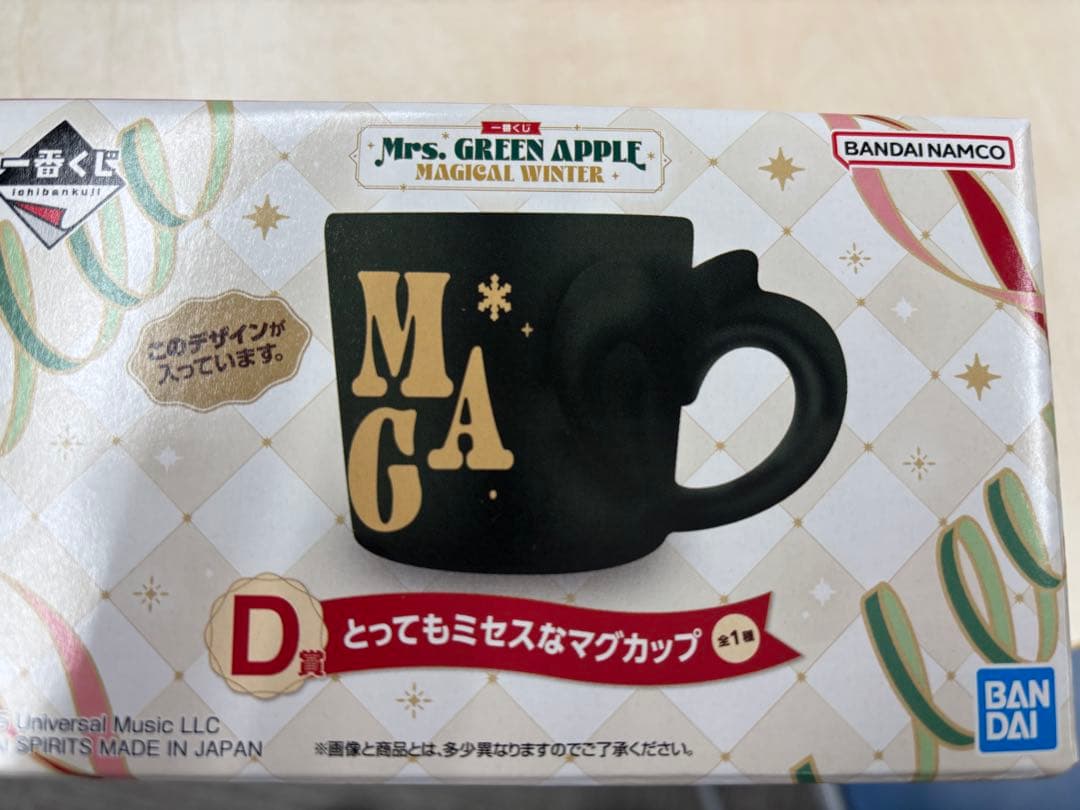 一番くじ
ichibankuji
一番くじ
Mrs. GREEN APPLE
MAGICAL WINTER
BANDAI NAMCO
このデザインが
入っています。
M
A
G
D賞
とってもミセスなマグカップ
全1種
Universal Music LLC
SPIRITS MADE IN JAPAN
※画像と商品とは、多少異なりますのでご了承ください。
BAN
DAI